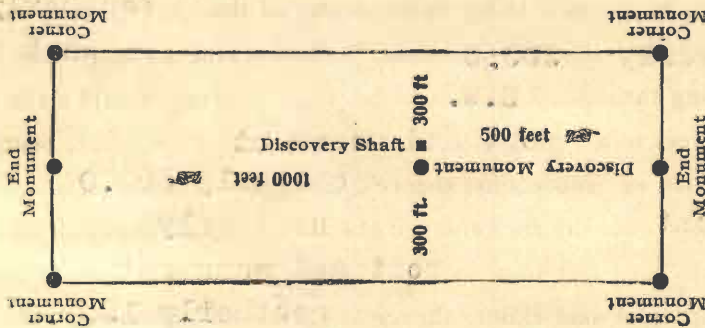 Corner
Monument
Corner
Monument
End
Monument
300 ft
500 feet
Discovery Shaft
End
Monument
Discovery Monument
1000 feet
300 ft.
Corner
Monument
Corner
Monument